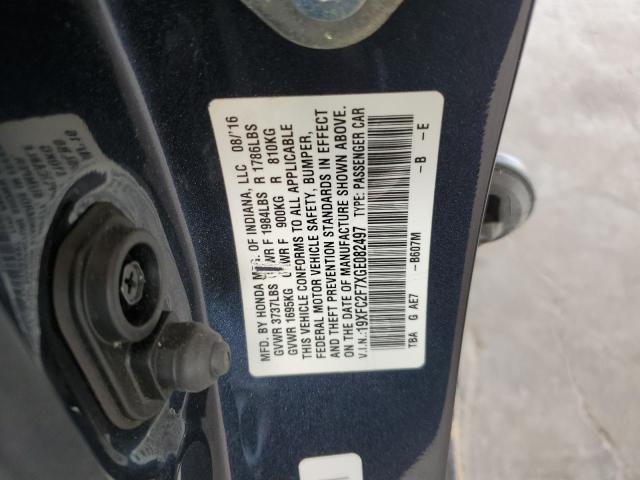 MFD. BY HONDA MFG. OF INDIANA, LLC 08/'16
GVWR 3737LBS GAWR F 1984LBS R 1786LBS
GVWR 1695KG GAWR F 900KG R 810KG
THIS VEHICLE CONFORMS TO ALL APPLICABLE
FEDERAL MOTOR VEHICLE SAFETY, BUMPER,
AND THEFT PREVENTION STANDARDS IN EFFECT
ON THE DATE OF MANUFACTURE SHOWN ABOVE.
V.I.N.:19XFC2F7XGE082497 TYPE: PASSENGER CAR
TBA G AE7 –B607M –B –E